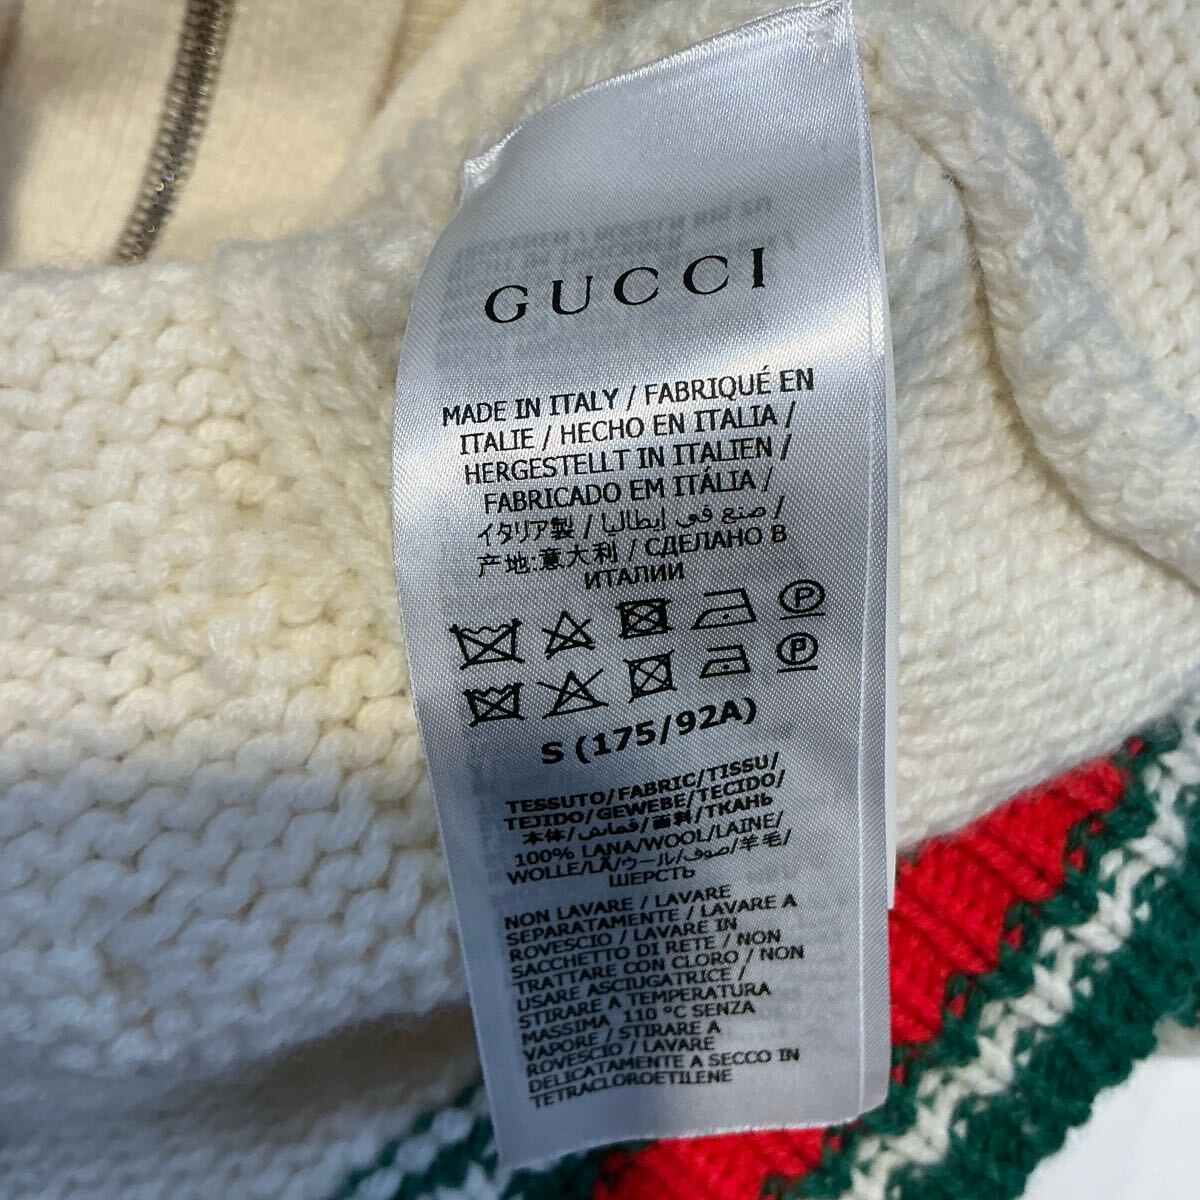 GUCCI
MADE IN ITALY / FABRIQUÉ EN
ITALIE / HECHO EN ITALIA /
HERGESTELLT IN ITALIEN /
FABRICADO EM ITÁLIA /
イタリア製 / صنع في إيطاليا /
产地:意大利 / СДЕЛАНО В
ИТАЛИИ
P
P
S (175/92A)
TESSUTO/FABRIC/TISSU/
TEJIDO/GEWEBE/TECIDO/
本体/قماش/面料/ТКАНЬ
100% LANA/WOOL/LAINE/
WOLLE/LÃ/ウール/صوف/羊毛/
ШЕРСТЬ
NON LAVARE / LAVARE
SEPARATAMENTE / LAVARE A
ROVESCIO / LAVARE IN
SACCHETTO DI RETE / NON
TRATTARE CON CLORO / NON
USARE ASCIUGATRICE /
STIRARE A TEMPERATURA
MASSIMA 110 °C SENZA
VAPORE / STIRARE A
ROVESCIO / LAVARE
DELICATAMENTE A SECCO IN
TETRACLOROETILENE